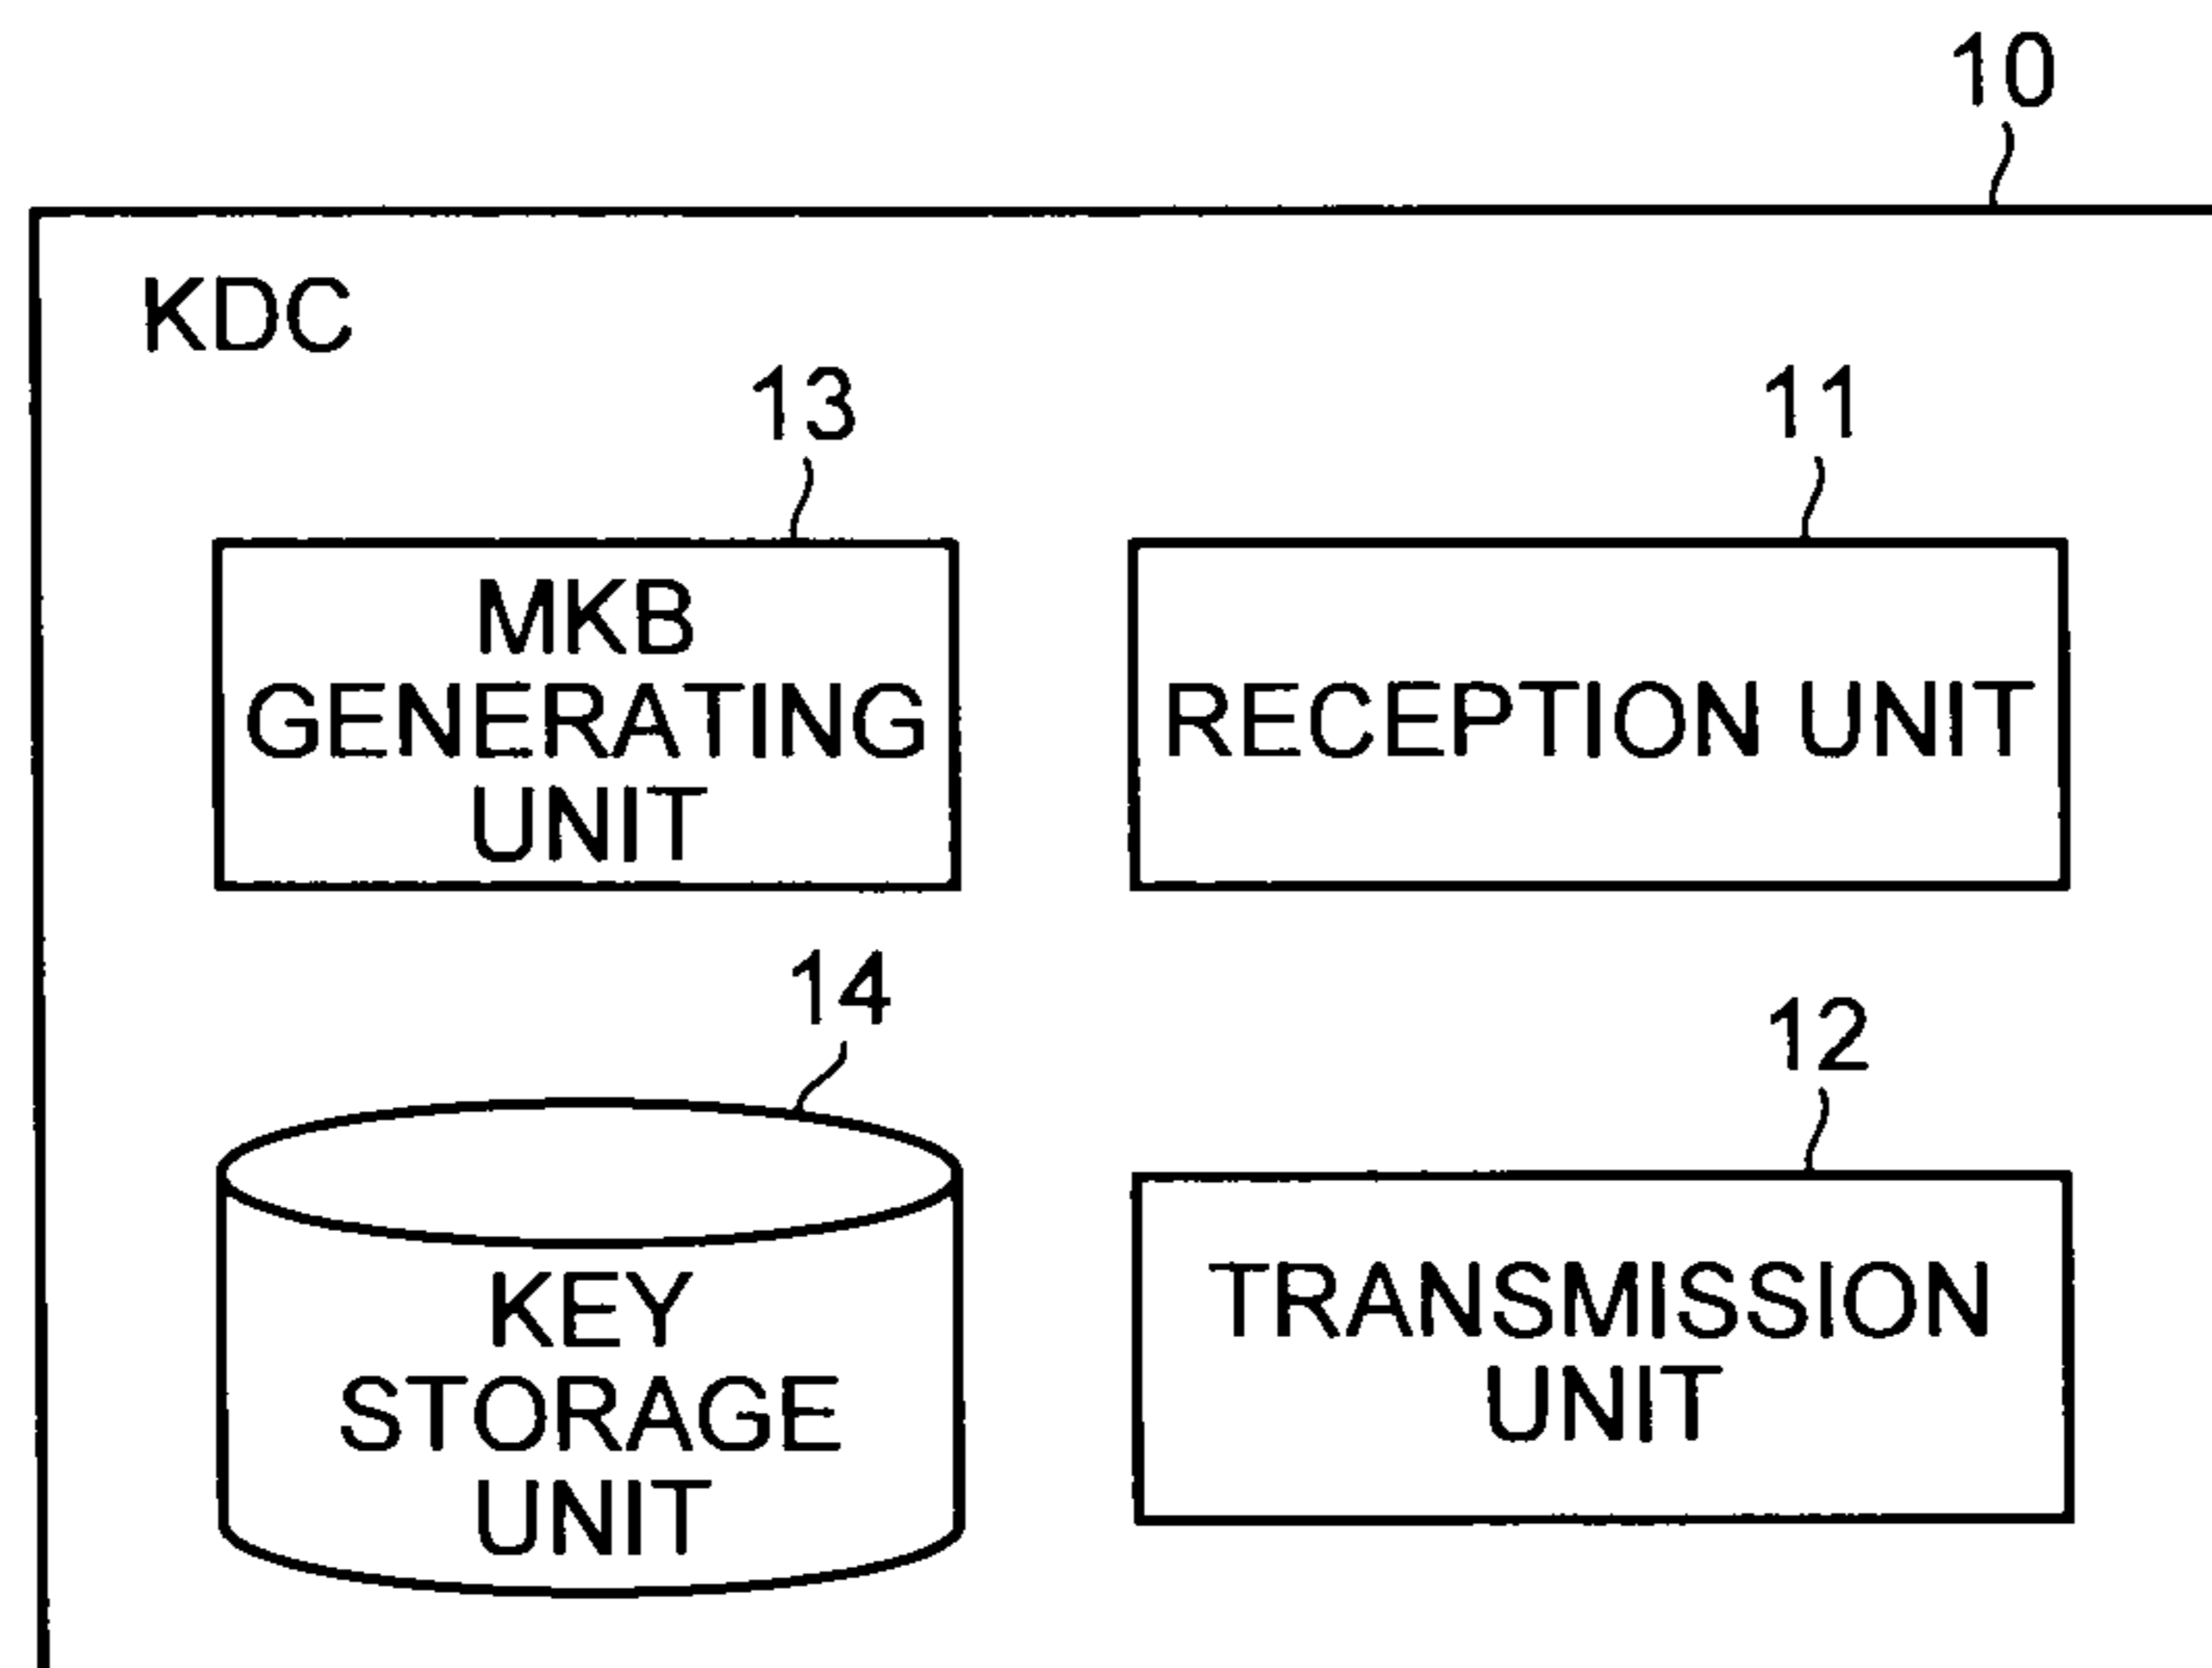 10
KDC
13
11
MKB
GENERATING
UNIT
RECEPTION UNIT
14
12
KEY
STORAGE
UNIT
TRANSMISSION
UNIT